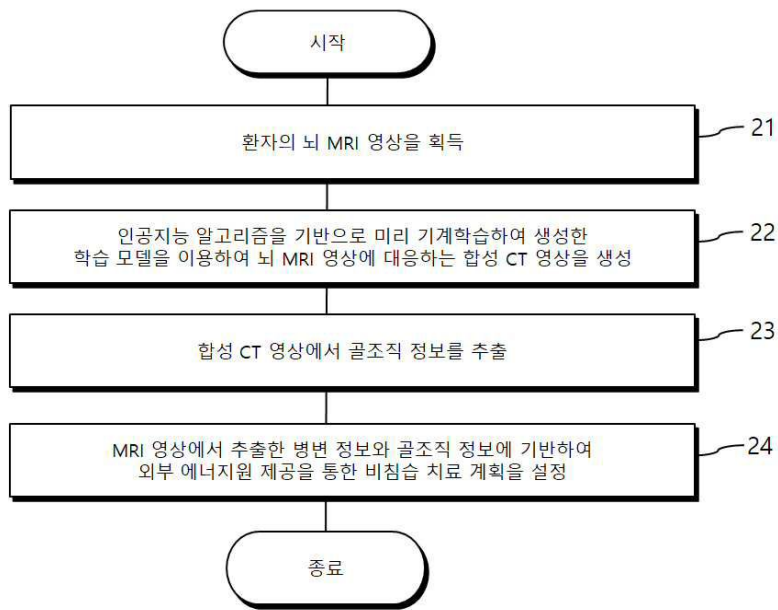 시작
환자의 뇌 MRI 영상을 획득
21
인공지능 알고리즘을 기반으로 미리 기계학습하여 생성한
학습 모델을 이용하여 뇌 MRI 영상에 대응하는 합성 CT 영상을 생성
22
합성 CT 영상에서 골조직 정보를 추출
23
MRI 영상에서 추출한 병변 정보와 골조직 정보에 기반하여
외부 에너지원 제공을 통한 비침습 치료 계획을 설정
24
종료